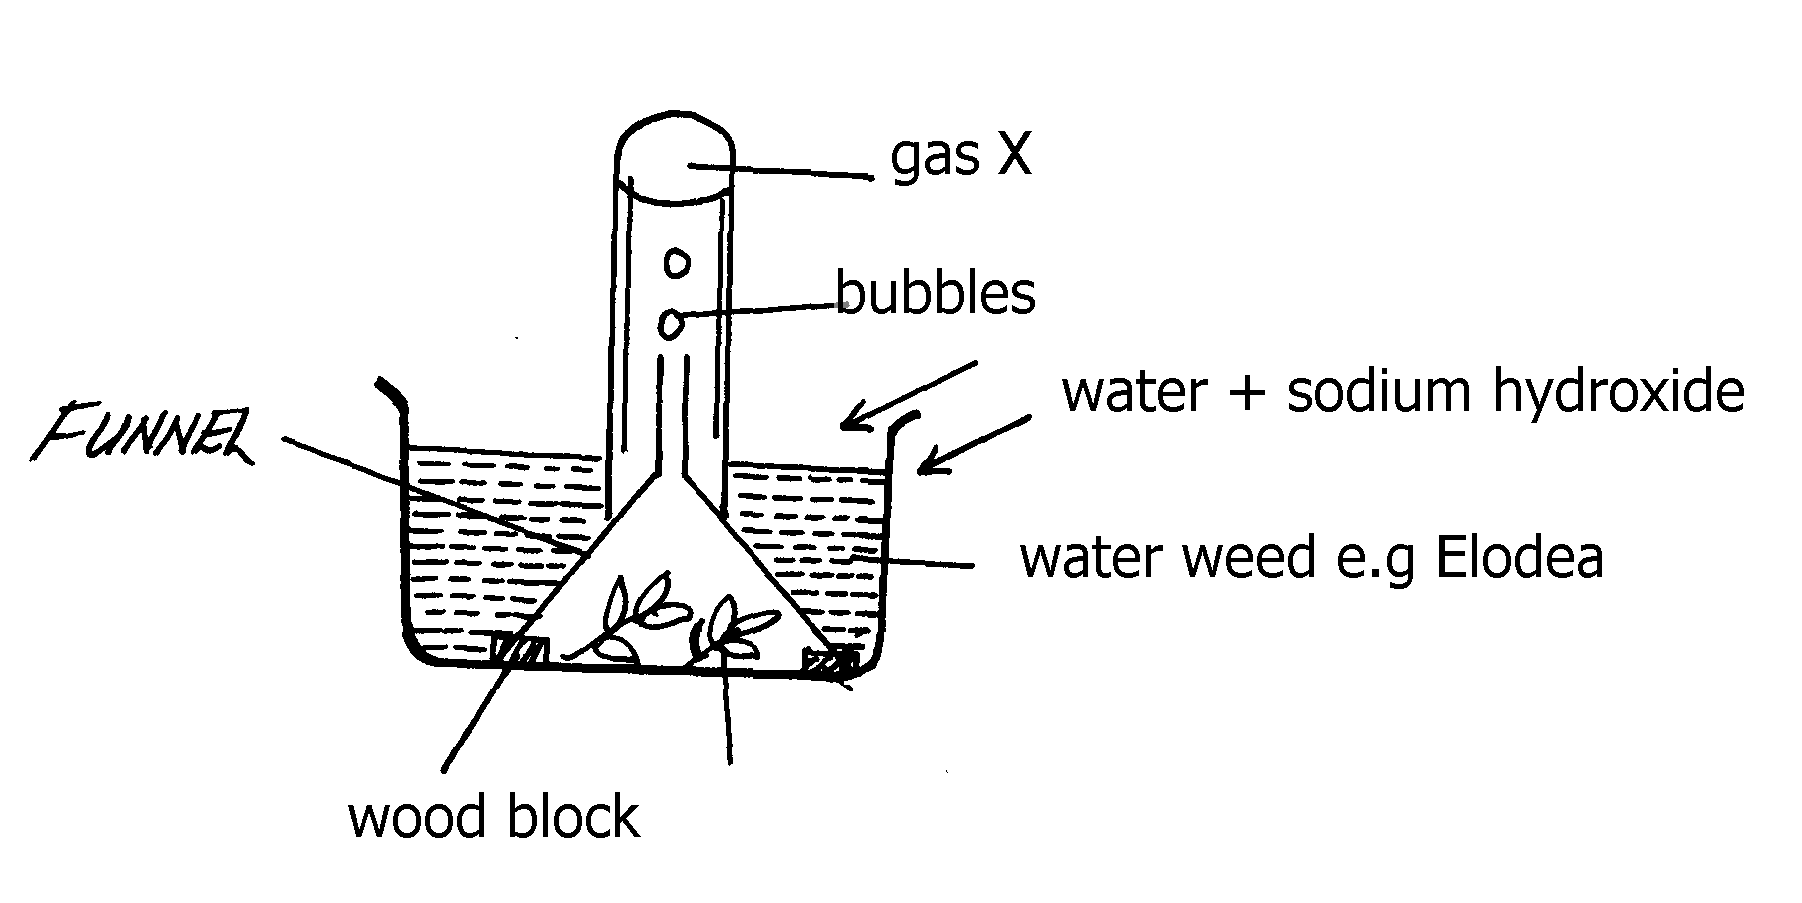 gas X
bubbles
water + sodium hydroxide
FUNNEL
water weed e.g Elodea
wood block